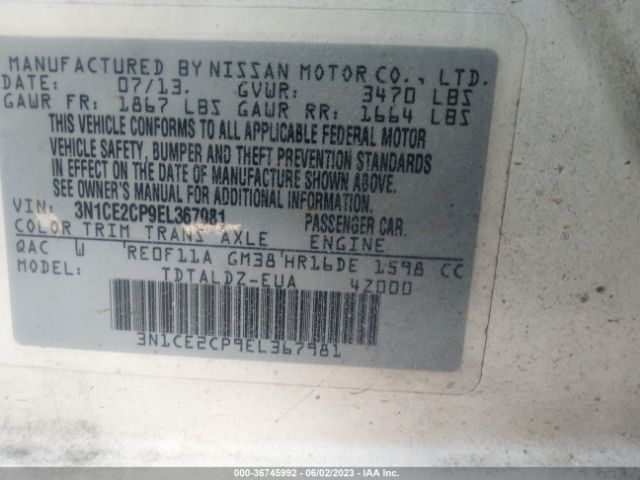 MANUFACTURED BY NISSAN MOTOR CO., LTD.
DATE: 07/13. GVWR: 3470 LBS
GAWR FR: 1867 LBS GAWR RR: 1664 LBS
THIS VEHICLE CONFORMS TO ALL APPLICABLE FEDERAL MOTOR
VEHICLE SAFETY, BUMPER AND THEFT PREVENTION STANDARDS
IN EFFECT ON THE DATE OF MANUFACTURE SHOWN ABOVE.
SEE OWNER'S MANUAL FOR ADDITIONAL INFORMATION.
VIN: 3N1CE2CP9EL367981 PASSENGER CAR.
COLOR TRIM TRANS AXLE ENGINE
QAC W 'RE0F11A GM38'HR16DE 1598 CC
TDTALDZ-EUA 4Z000
3N1CE2CP9EL367981
000-36745992 - 06/02/2023 - IAA Inc.